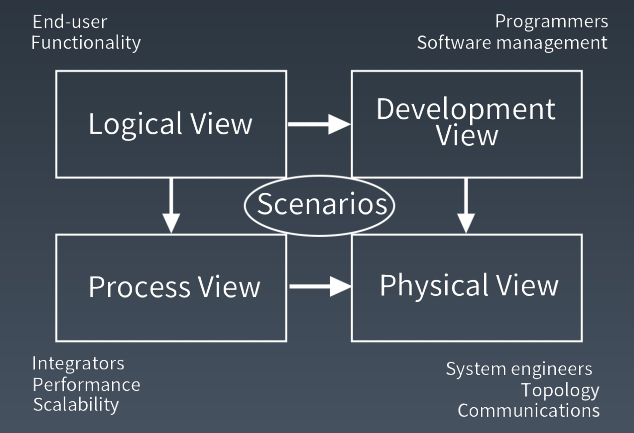 End-user
Functionality
Programmers
Software management
Logical View
Development
View
Scenarios
Process View
Physical View
Integrators
Performance
Scalability
System engineers
Topology
Communications